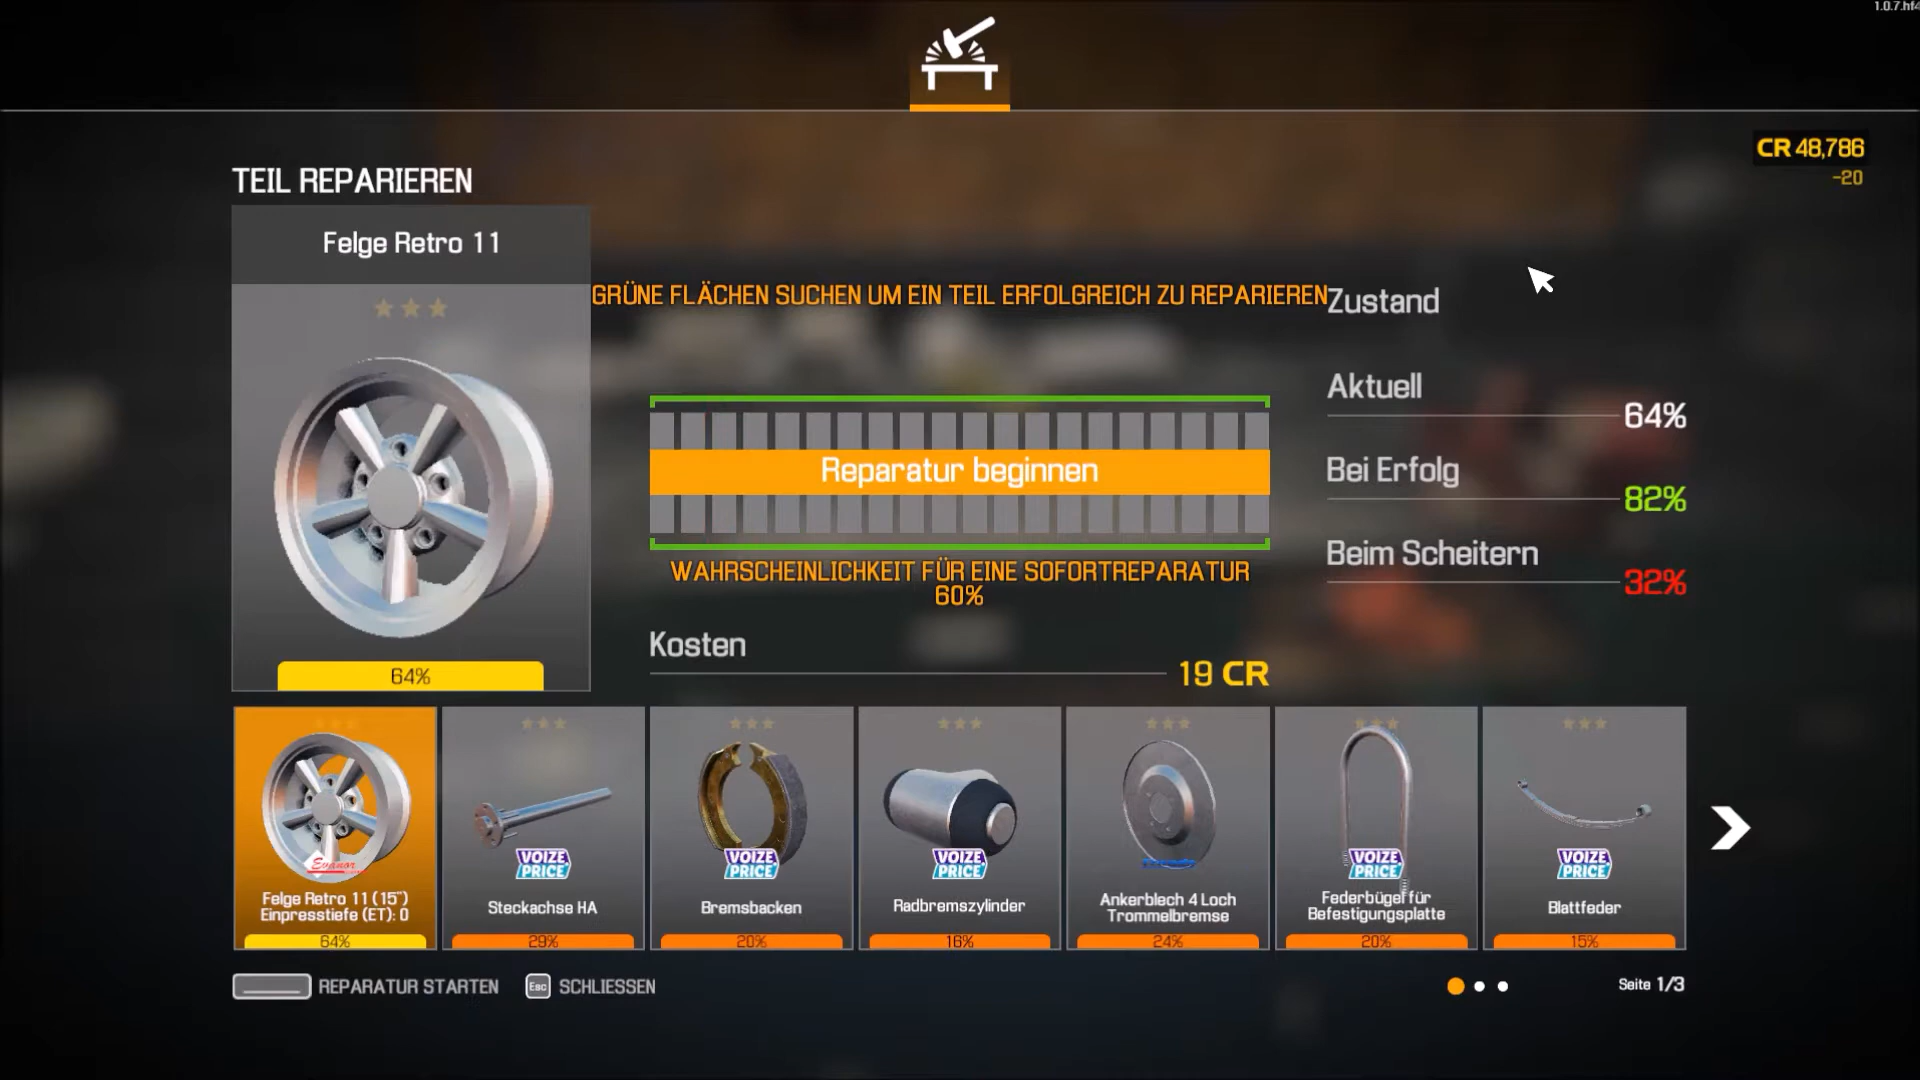 1.0.7.hf4
CR 48,786
-20
TEIL REPARIEREN
Felge Retro 11
64%
GRÜNE FLÄCHEN SUCHEN UM EIN TEIL ERFOLGREICH ZU REPARIEREN
Reparatur beginnen
WAHRSCHEINLICHKEIT FÜR EINE SOFORTREPARATUR
60%
Kosten
19 CR
Zustand
Aktuell
64%
Bei Erfolg
82%
Beim Scheitern
32%
Evanor
Felge Retro 11 (15")
Einpresstiefe (ET): 0
64%
VOIZE
PRICE
Steckachse HA
29%
VOIZE
PRICE
Bremsbacken
20%
VOIZE
PRICE
Radbremszylinder
16%
Ankerblech 4 Loch
Trommelbremse
24%
VOIZE
PRICE
Federbügel für
Befestigungsplatte
20%
VOIZE
PRICE
Blattfeder
15%
REPARATUR STARTEN
Esc SCHLIESSEN
Seite 1/3